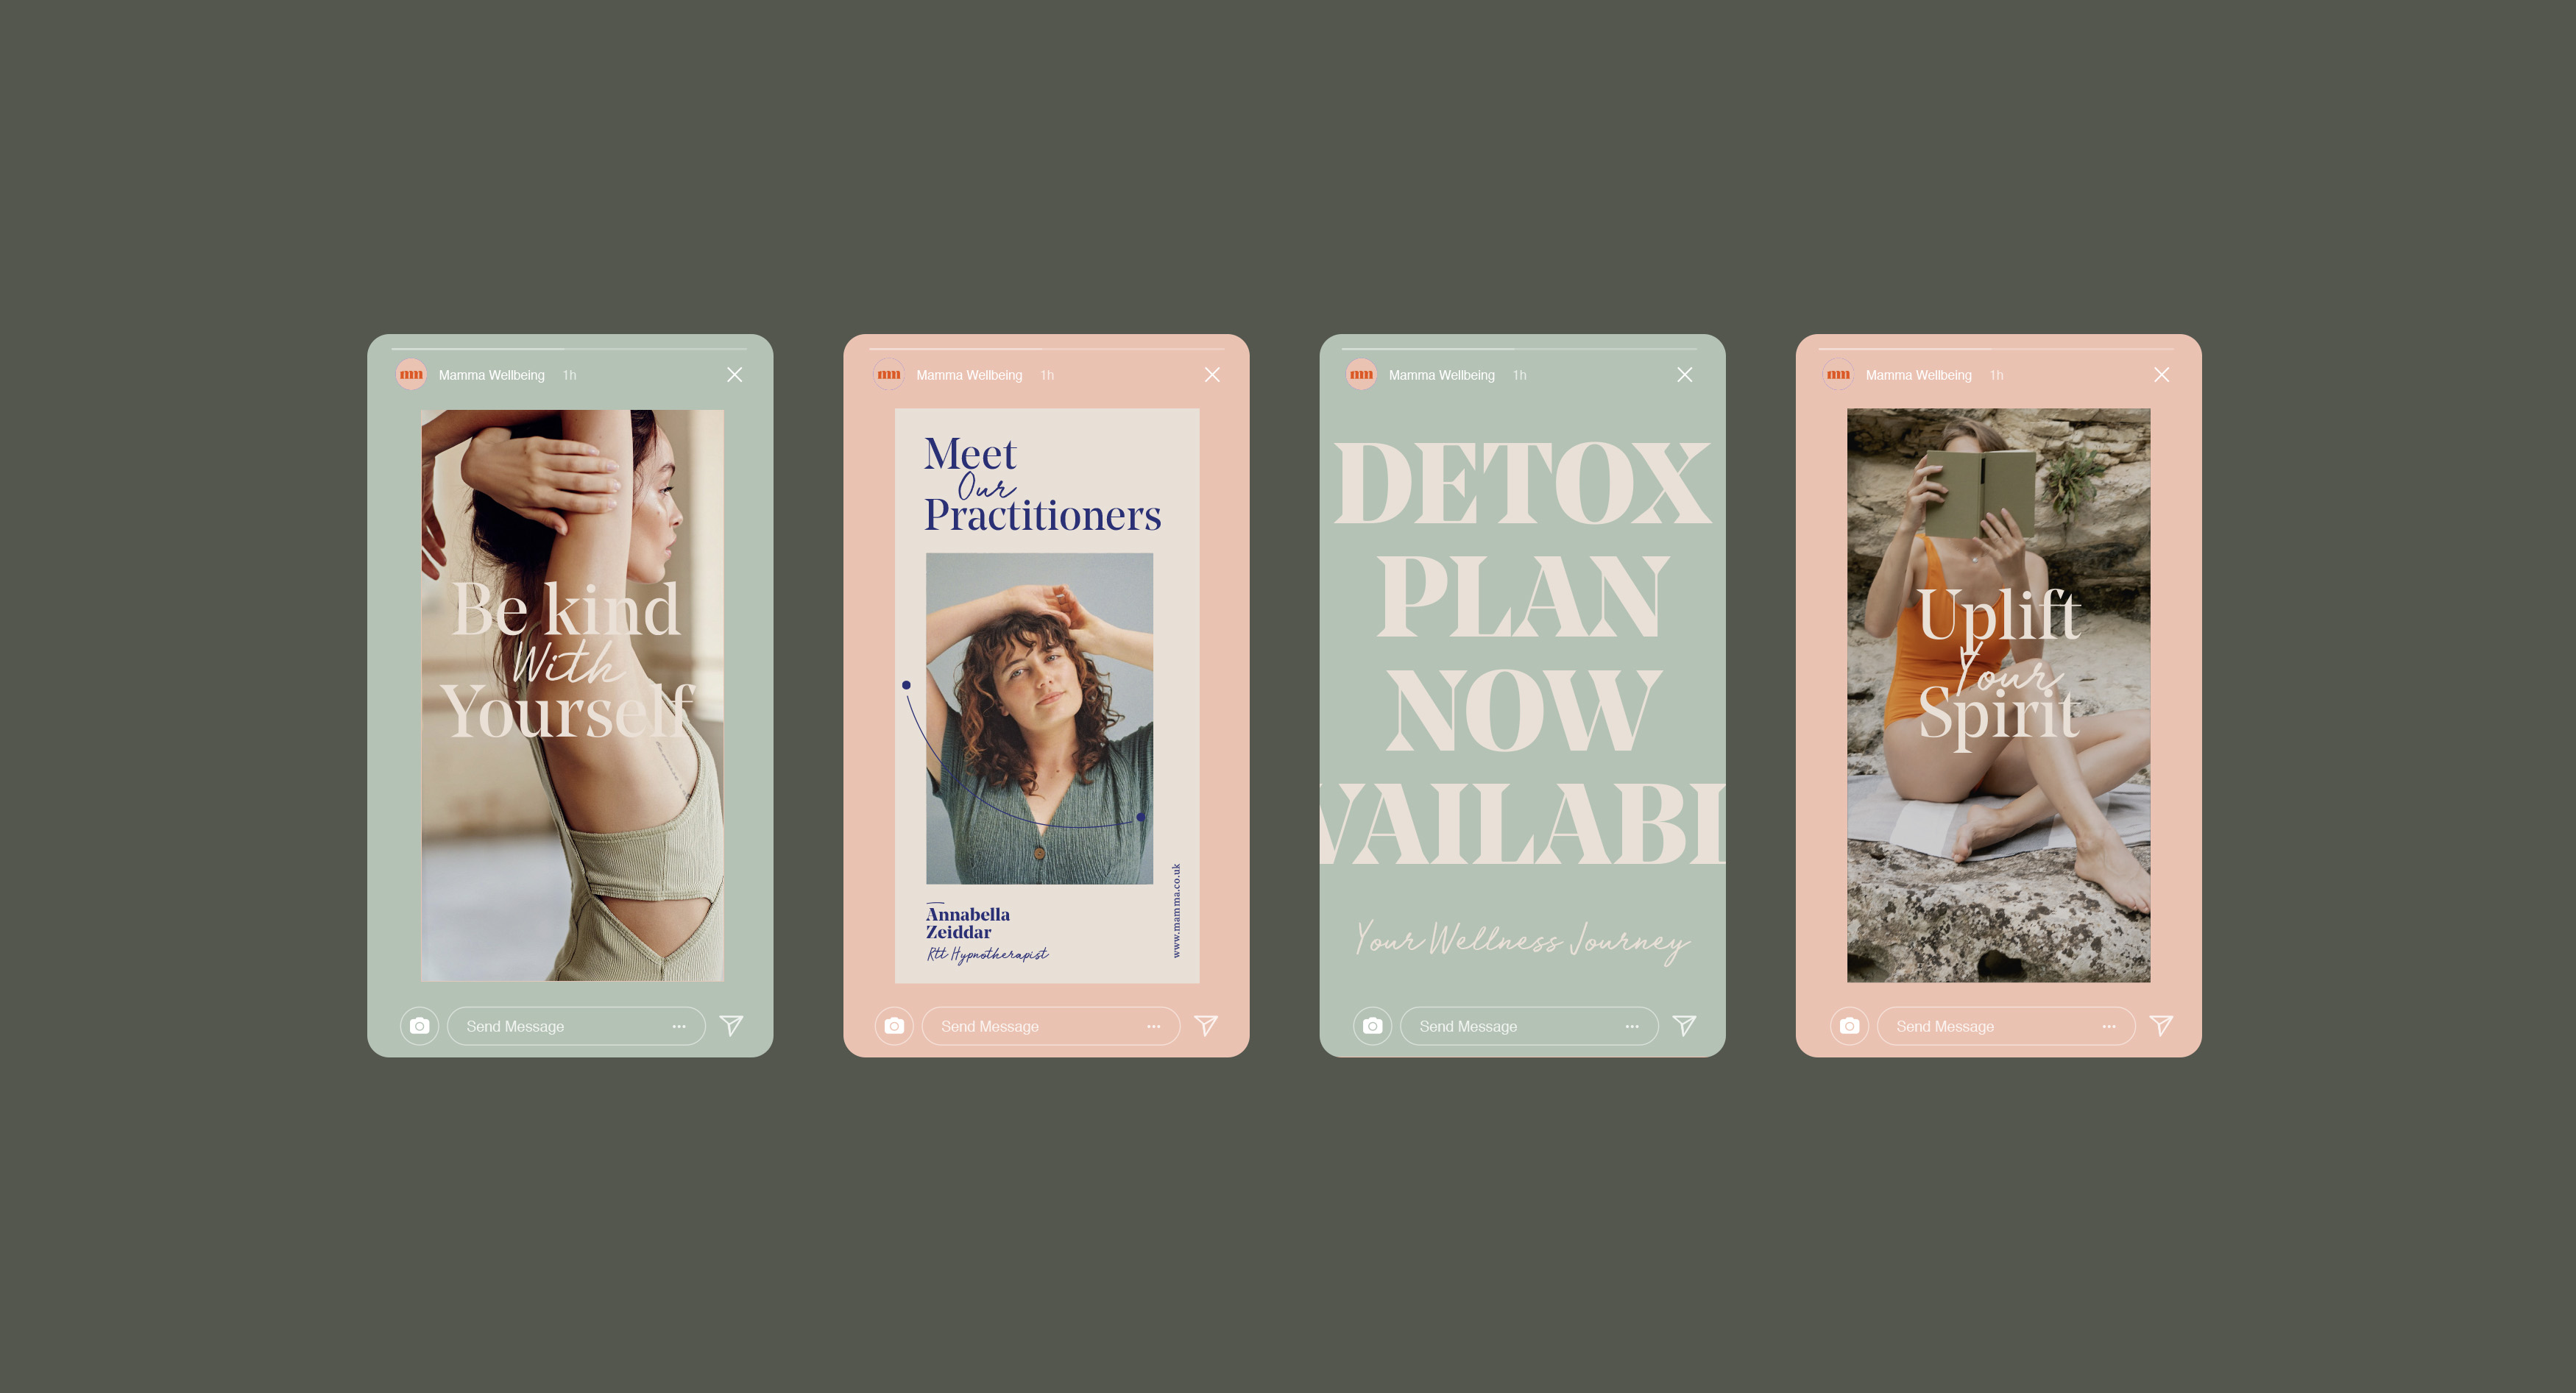 mm
Mamma Wellbeing 1h
Be kind
With
Yourself
Send Message
mm
Mamma Wellbeing 1h
Meet
Our
Practitioners
Annabella
Zeiddar
Rtt Hypnotherapist
www.mamma.co.uk
Send Message
mm
Mamma Wellbeing 1h
DETOX
PLAN
NOW
VAILABL
Your Wellness Journey
Send Message
mm
Mamma Wellbeing 1h
Uplift
Your
Spirit
Send Message